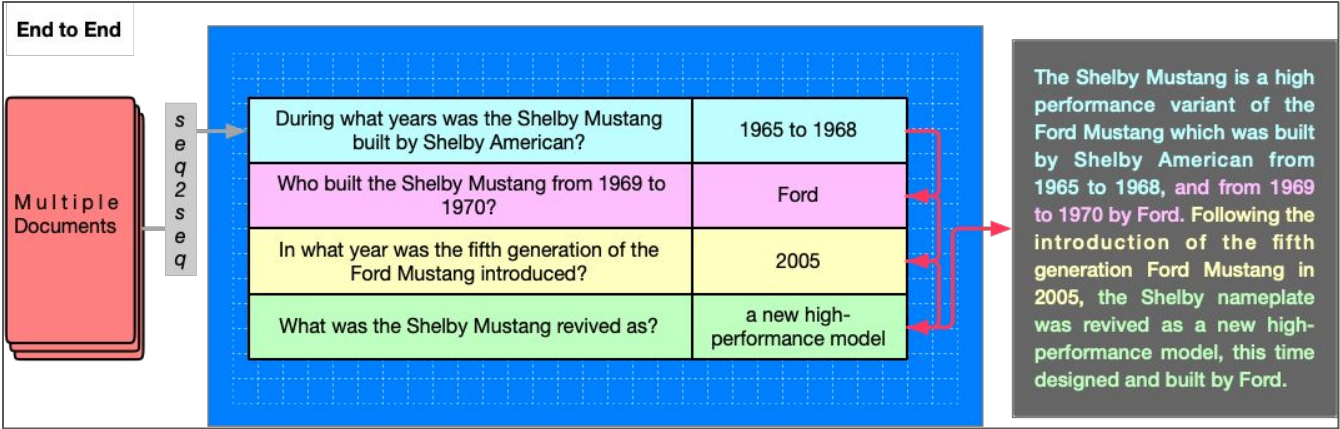 End to End
Multiple
Documents
seq2seq
During what years was the Shelby Mustang
built by Shelby American?
1965 to 1968
Who built the Shelby Mustang from 1969 to
1970?
Ford
In what year was the fifth generation of the
Ford Mustang introduced?
2005
What was the Shelby Mustang revived as?
a new high-
performance model
The Shelby Mustang is a high
performance variant of the
Ford Mustang which was built
by Shelby American from
1965 to 1968, and from 1969
to 1970 by Ford. Following the
introduction of the fifth
generation Ford Mustang in
2005, the Shelby nameplate
was revived as a new high-
performance model, this time
designed and built by Ford.